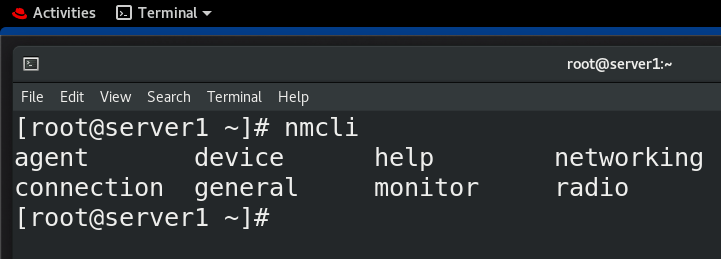 Activities Terminal
root@server1:~
File Edit View Search Terminal Help
[root@server1 ~]# nmcli
agent device help networking
connection general monitor radio
[root@server1 ~]#